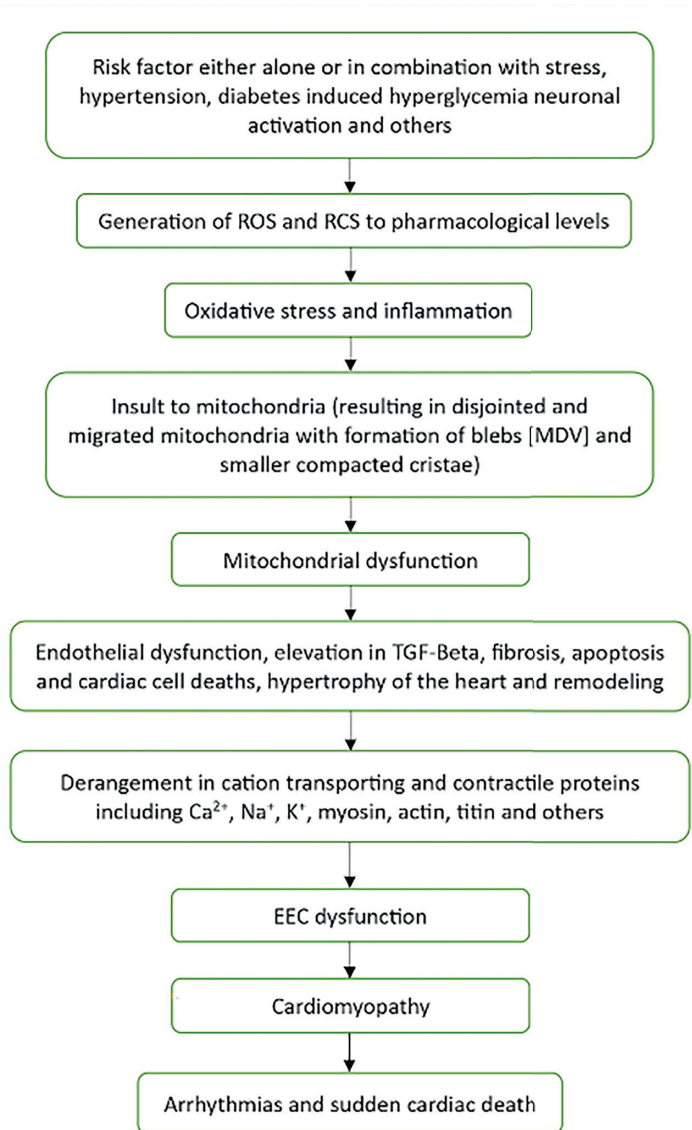 Risk factor either alone or in combination with stress,
hypertension, diabetes induced hyperglycemia neuronal
activation and others
Generation of ROS and RCS to pharmacological levels
Oxidative stress and inflammation
Insult to mitochondria (resulting in disjointed and
migrated mitochondria with formation of blebs [MDV] and
smaller compacted cristae)
Mitochondrial dysfunction
Endothelial dysfunction, elevation in TGF-Beta, fibrosis, apoptosis
and cardiac cell deaths, hypertrophy of the heart and remodeling
Derangement in cation transporting and contractile proteins
including Ca²⁺, Na⁺, K⁺, myosin, actin, titin and others
EEC dysfunction
Cardiomyopathy
Arrhythmias and sudden cardiac death